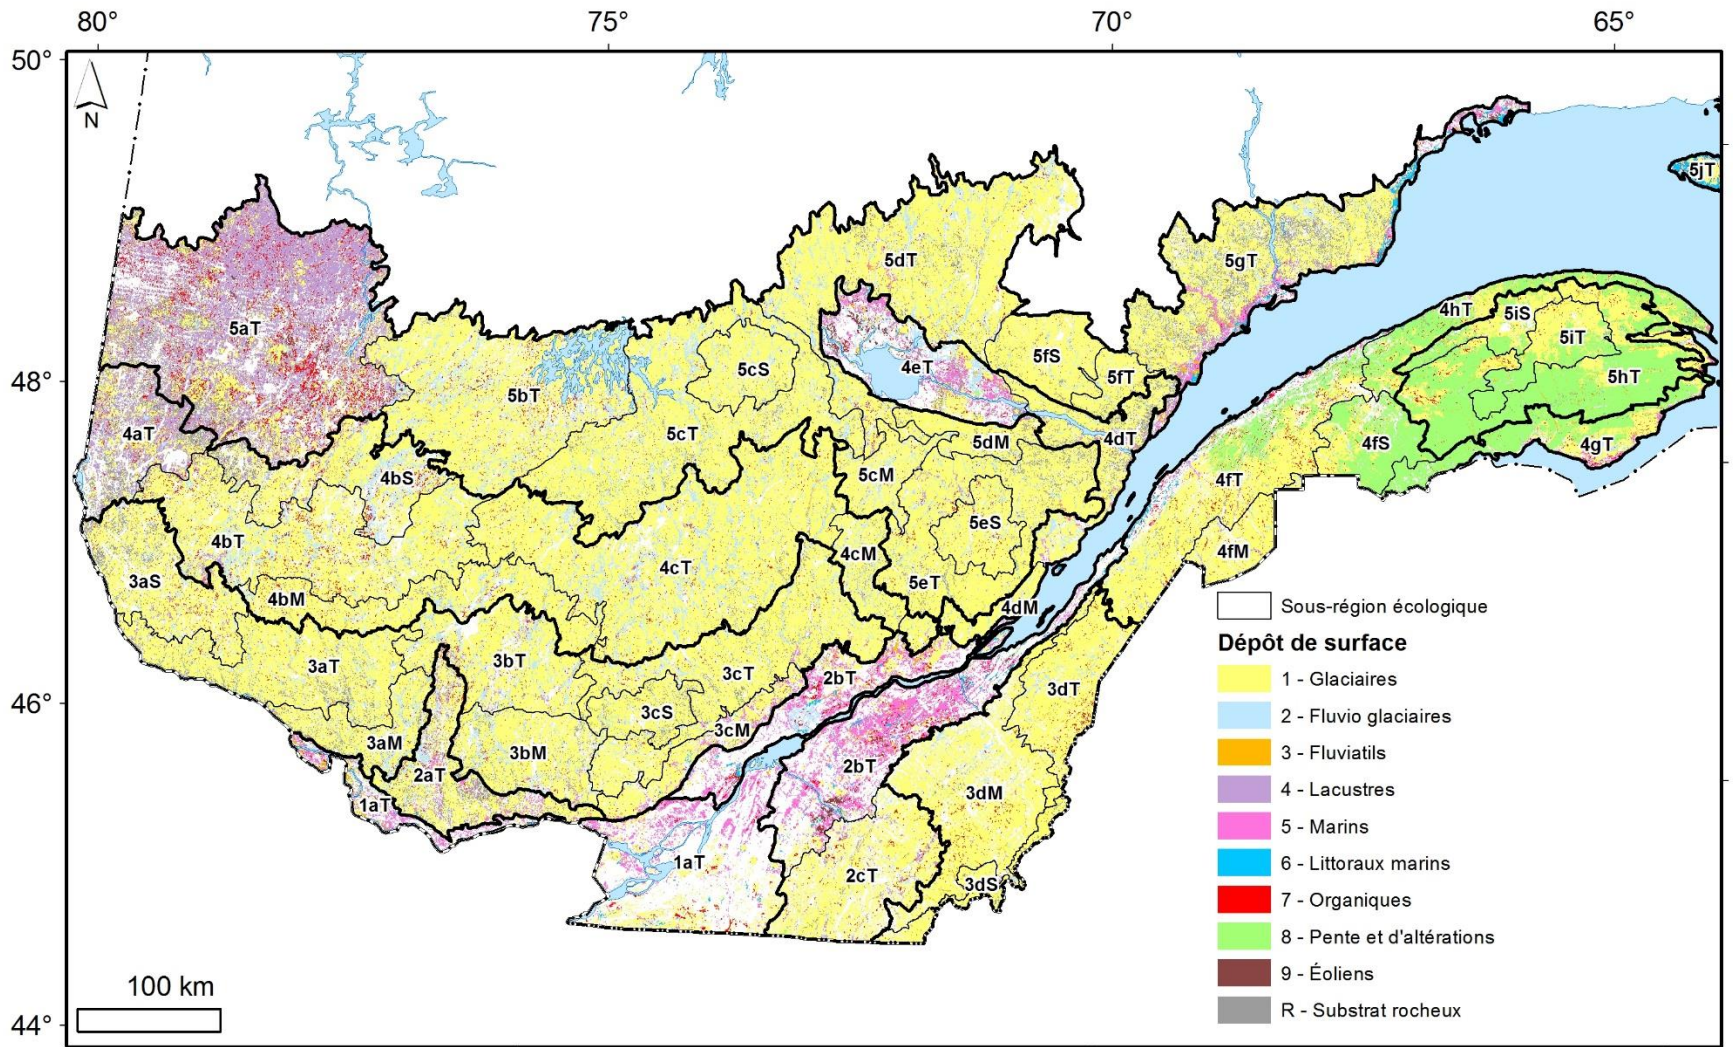 80° 75° 70° 65°
50°
N
5jT
5dT 5gT
5aT 4hT 5iS
5iT
5cS 4eT 5fS 5fT 5hT
48°
5bT
4aT 5cT 5dM 4dT 4fS 4gT
4bS 5cM 4fT
5eS
4bT 4cM 4fM
3aS 4cT
4bM 5eT
4dM
Sous-région écologique
3aT 3bT 3cT 2bT 3dT
Dépôt de surface
1 - Glaciaires
46°
3cS
2 - Fluvio glaciaires
3aM 3bM 3cM
3 - Fluviatils
2aT 2bT
4 - Lacustres
1aT 3dM
5 - Marins
1aT 2cT 3dS
6 - Littoraux marins
7 - Organiques
8 - Pente et d'altérations
9 - Éoliens
100 km
R - Substrat rocheux
44°